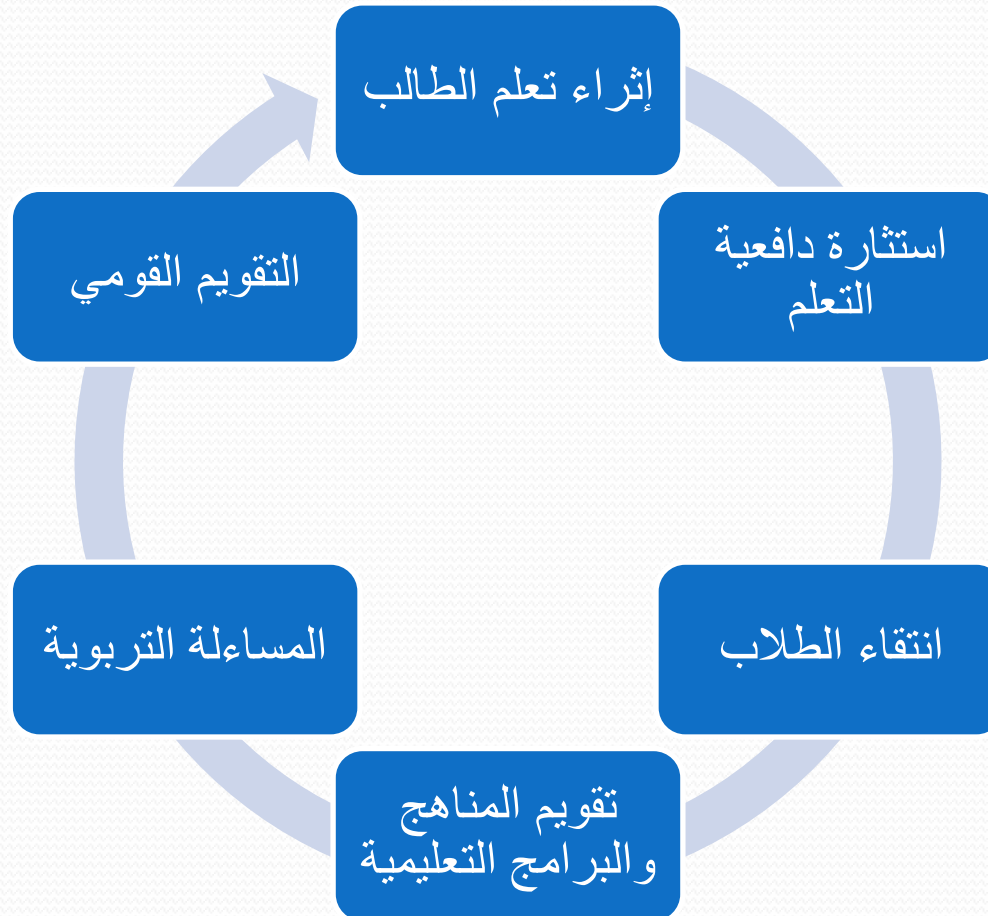 إثراء تعلم الطالب
استثارة دافعية
التعلم
انتقاء الطلاب
تقويم المناهج
والبرامج التعليمية
المساءلة التربوية
التقويم القومي